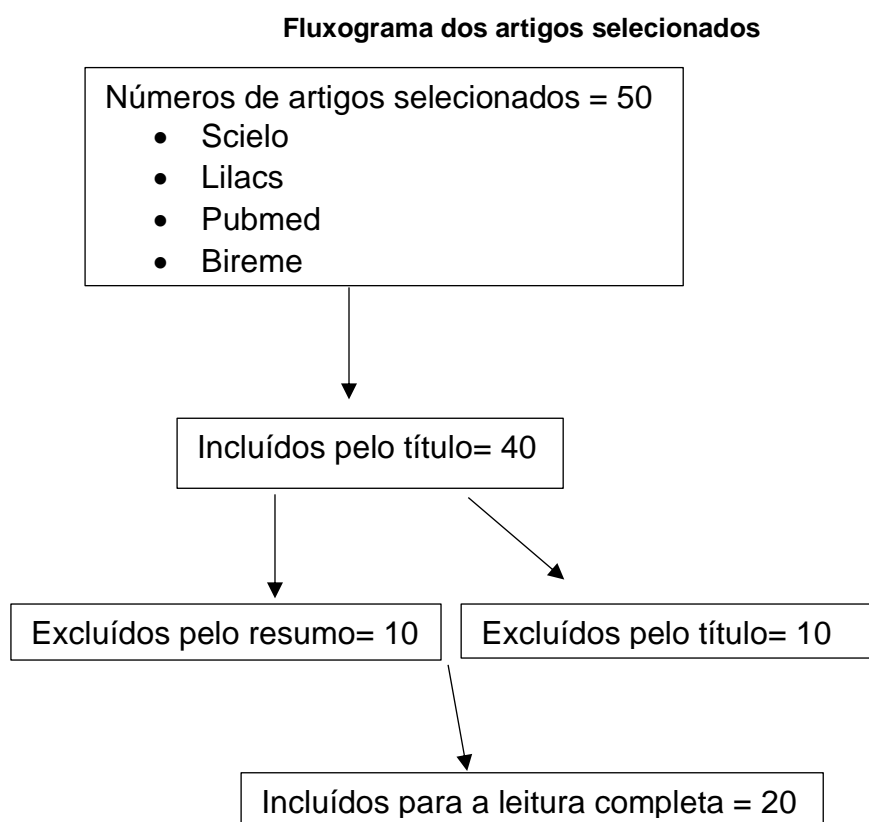 Fluxograma dos artigos selecionados
Números de artigos selecionados = 50
• Scielo
• Lilacs
• Pubmed
• Bireme
Incluídos pelo título= 40
Excluídos pelo resumo= 10
Excluídos pelo título= 10
Incluídos para a leitura completa = 20